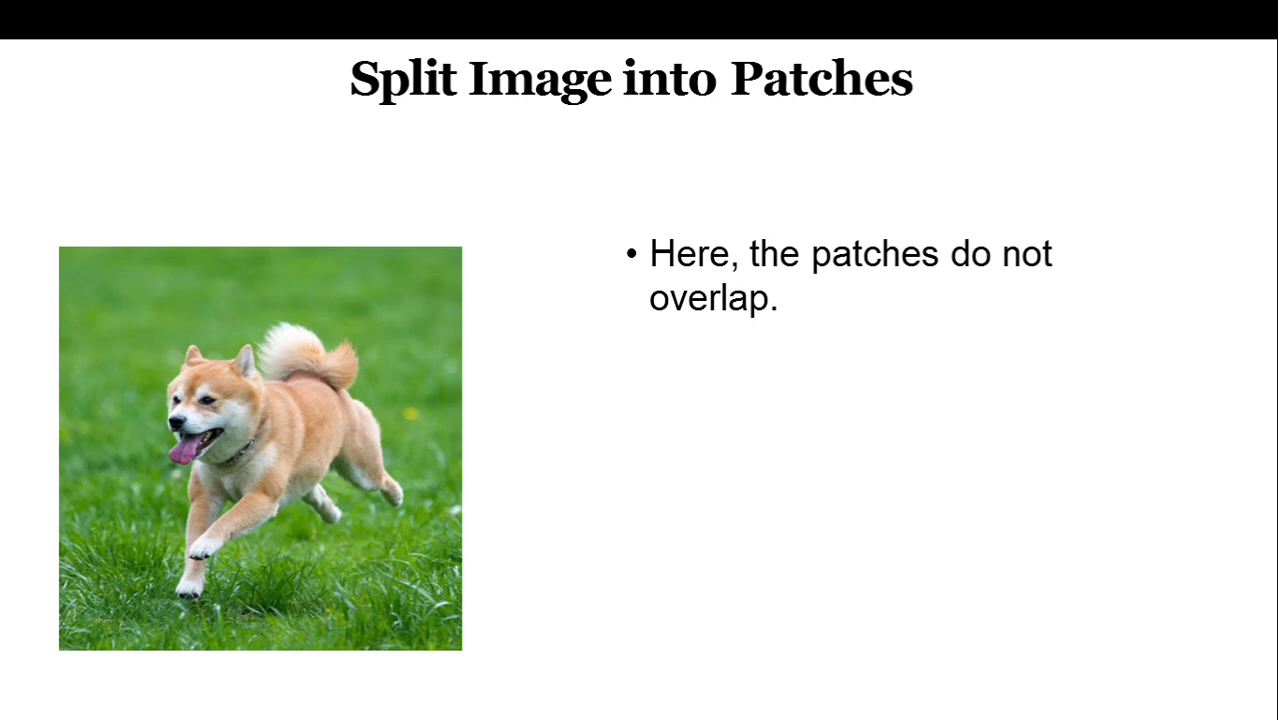 Split Image into Patches
• Here, the patches do not
overlap.